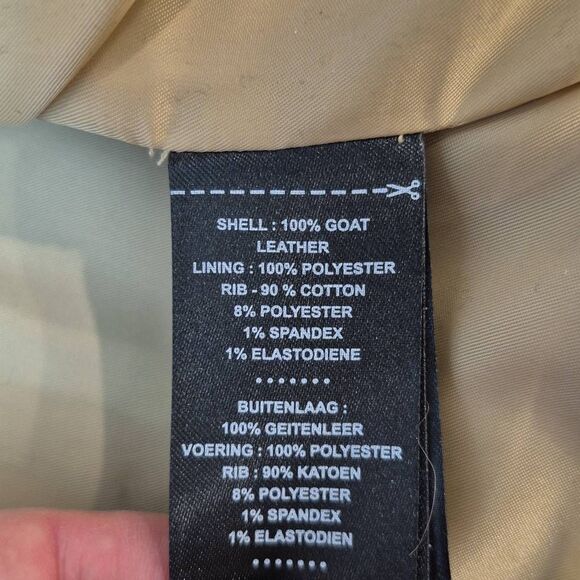 SHELL : 100% GOAT
LEATHER
LINING : 100% POLYESTER
RIB - 90 % COTTON
8% POLYESTER
1% SPANDEX
1% ELASTODIENE
BUITENLAAG :
100% GEITENLEER
VOERING : 100% POLYESTER
RIB : 90% KATOEN
8% POLYESTER
1% SPANDEX
1% ELASTODIEN